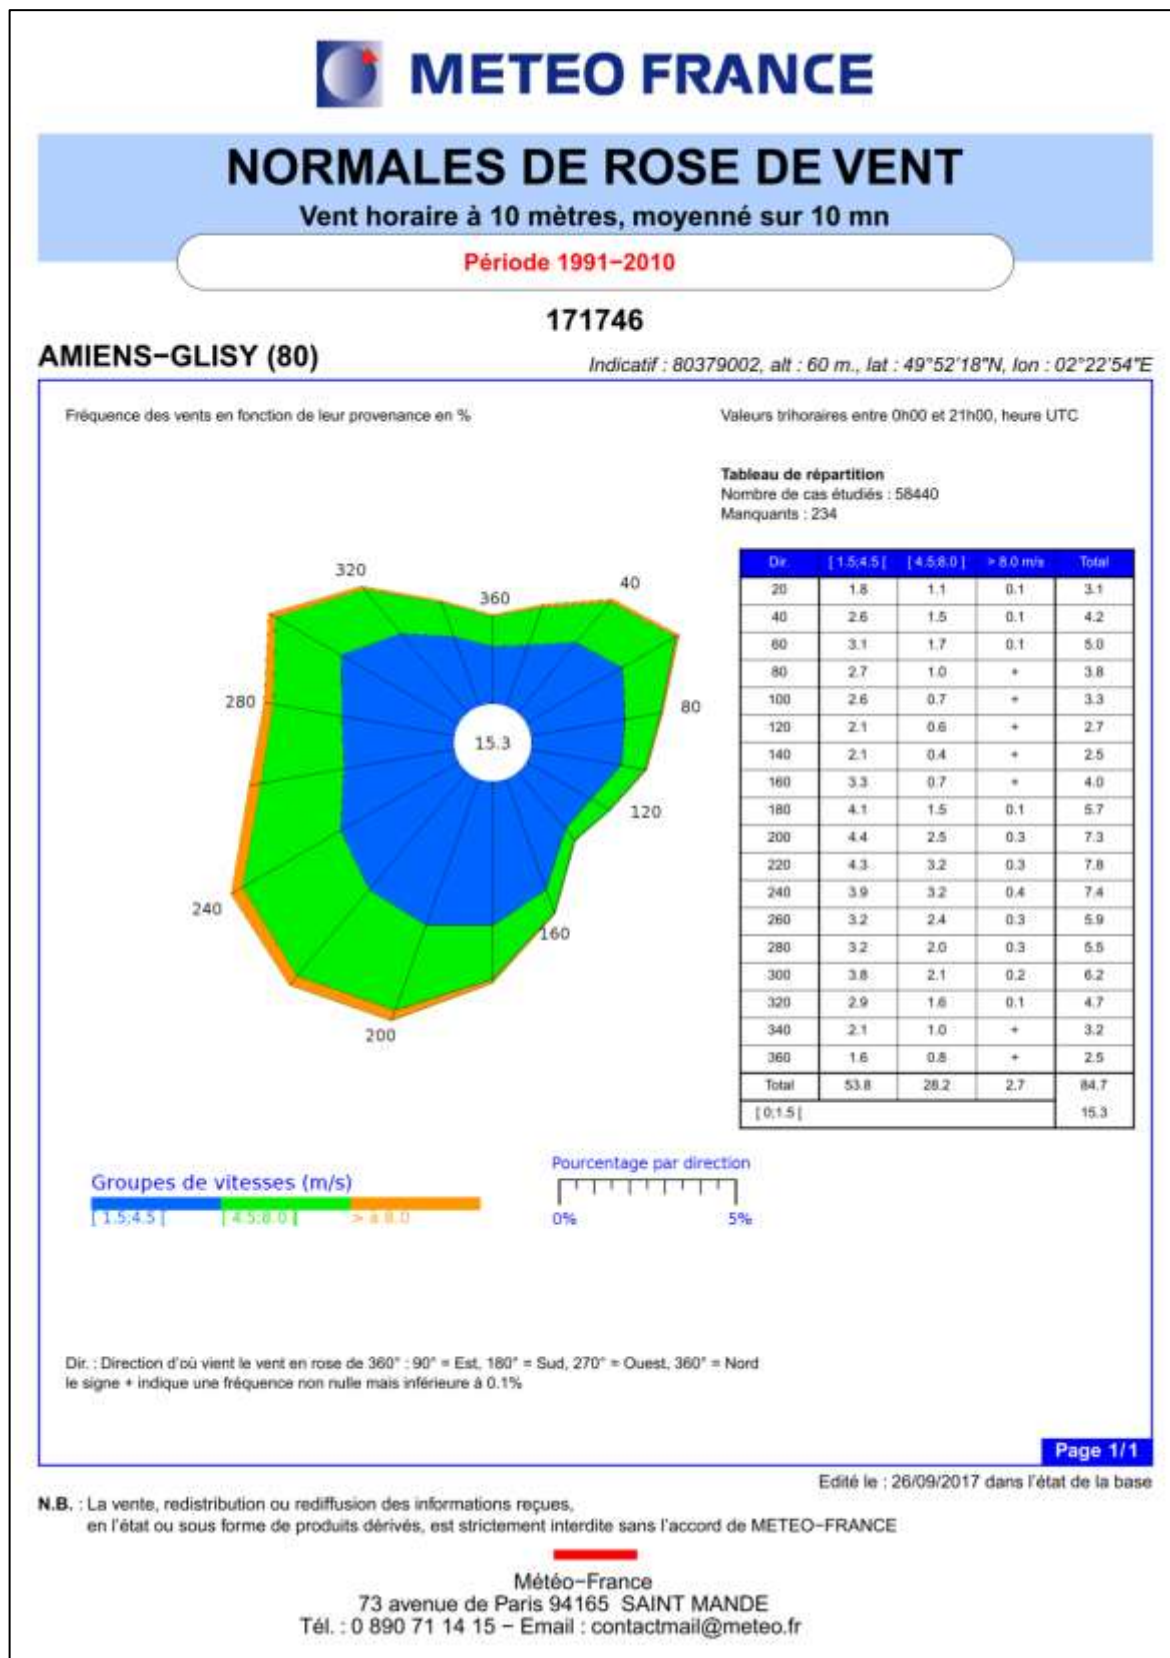 METEO FRANCE
NORMALES DE ROSE DE VENT
Vent horaire à 10 mètres, moyenné sur 10 mn
Période 1991−2010
171746
AMIENS−GLISY (80)
Indicatif : 80379002, alt : 60 m., lat : 49°52'18"N, lon : 02°22'54"E
Fréquence des vents en fonction de leur provenance en %
Valeurs trihoraires entre 0h00 et 21h00, heure UTC
Tableau de répartition
Nombre de cas étudiés : 58440
Manquants : 234
320
360
40
280
80
15.3
120
240
160
200
Dir. [ 1.5;4.5 [ [ 4.5;8.0 ] > 8.0 m/s Total
20 1.8 1.1 0.1 3.1
40 2.6 1.5 0.1 4.2
60 3.1 1.7 0.1 5.0
80 2.7 1.0 + 3.8
100 2.6 0.7 + 3.3
120 2.1 0.6 + 2.7
140 2.1 0.4 + 2.5
160 3.3 0.7 + 4.0
180 4.1 1.5 0.1 5.7
200 4.4 2.5 0.3 7.3
220 4.3 3.2 0.3 7.8
240 3.9 3.2 0.4 7.4
260 3.2 2.4 0.3 5.9
280 3.2 2.0 0.3 5.5
300 3.8 2.1 0.2 6.2
320 2.9 1.6 0.1 4.7
340 2.1 1.0 + 3.2
360 1.6 0.8 + 2.5
Total 53.8 28.2 2.7 84.7
[ 0;1.5 [ 15.3
Groupes de vitesses (m/s)
[ 1.5;4.5 [ [ 4.5;8.0 ] > à 8.0
Pourcentage par direction
0% 5%
Dir. : Direction d'où vient le vent en rose de 360° : 90° = Est, 180° = Sud, 270° = Ouest, 360° = Nord
le signe + indique une fréquence non nulle mais inférieure à 0.1%
Page 1/1
Edité le : 26/09/2017 dans l'état de la base
N.B. : La vente, redistribution ou rediffusion des informations reçues,
en l'état ou sous forme de produits dérivés, est strictement interdite sans l'accord de METEO−FRANCE
Météo−France
73 avenue de Paris 94165 SAINT MANDE
Tél. : 0 890 71 14 15 − Email : contactmail@meteo.fr